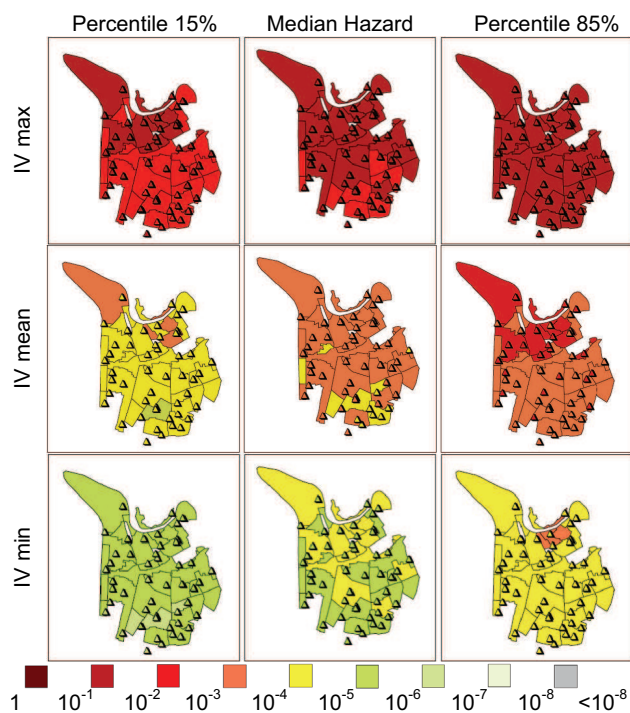 Percentile 15% Median Hazard Percentile 85%
IV max
IV mean
IV min
1 10⁻¹ 10⁻² 10⁻³ 10⁻⁴ 10⁻⁵ 10⁻⁶ 10⁻⁷ 10⁻⁸ <10⁻⁸